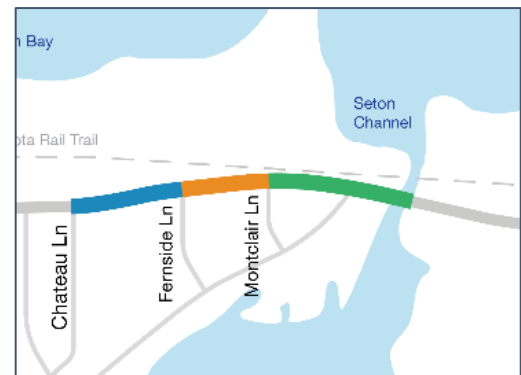 Bay
Seton
Channel
Rail Trail
Chateau Ln
Fernside Ln
Montclair Ln